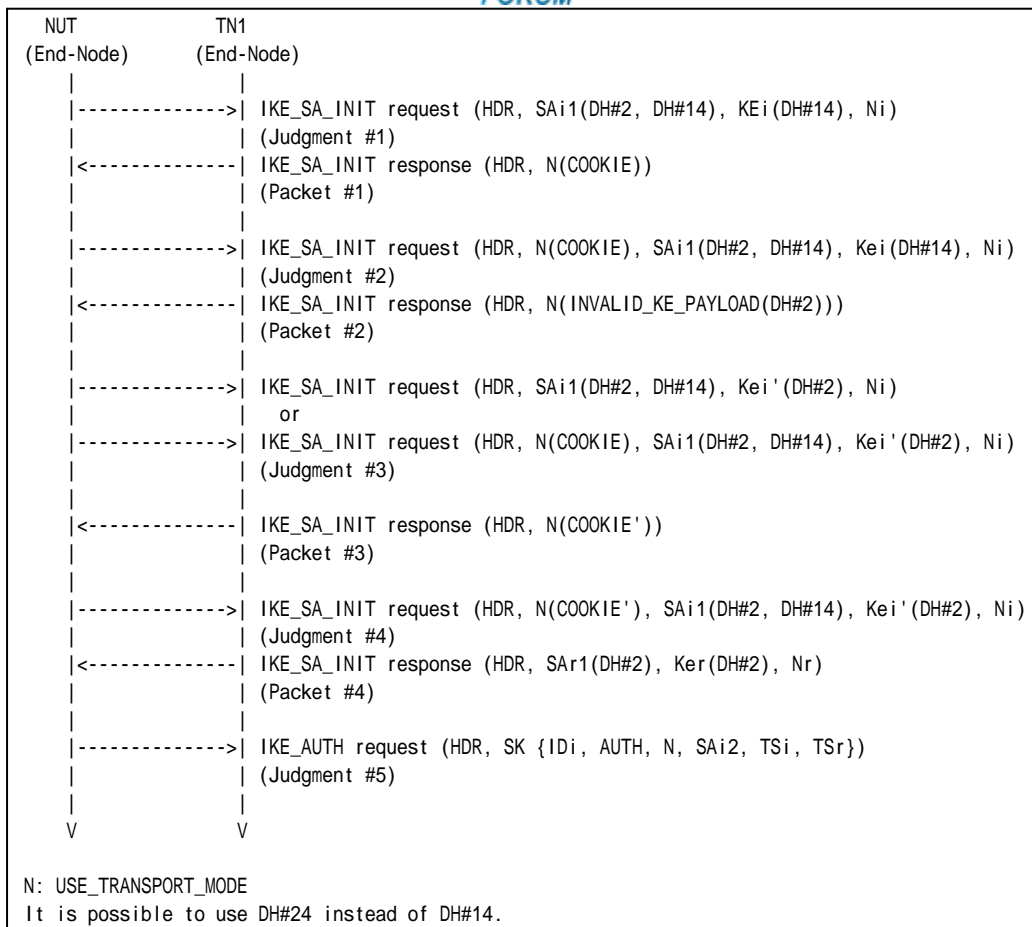 FORUM
NUT TN1
(End-Node) (End-Node)
| |
|-------------->| IKE_SA_INIT request (HDR, SAi1(DH#2, DH#14), KEi(DH#14), Ni)
| | (Judgment #1)
|<--------------| IKE_SA_INIT response (HDR, N(COOKIE))
| | (Packet #1)
| |
|-------------->| IKE_SA_INIT request (HDR, N(COOKIE), SAi1(DH#2, DH#14), Kei(DH#14), Ni)
| | (Judgment #2)
|<--------------| IKE_SA_INIT response (HDR, N(INVALID_KE_PAYLOAD(DH#2)))
| | (Packet #2)
| |
|-------------->| IKE_SA_INIT request (HDR, SAi1(DH#2, DH#14), Kei'(DH#2), Ni)
| | or
|-------------->| IKE_SA_INIT request (HDR, N(COOKIE), SAi1(DH#2, DH#14), Kei'(DH#2), Ni)
| | (Judgment #3)
| |
|<--------------| IKE_SA_INIT response (HDR, N(COOKIE'))
| | (Packet #3)
| |
|-------------->| IKE_SA_INIT request (HDR, N(COOKIE'), SAi1(DH#2, DH#14), Kei'(DH#2), Ni)
| | (Judgment #4)
|<--------------| IKE_SA_INIT response (HDR, SAr1(DH#2), Ker(DH#2), Nr)
| | (Packet #4)
| |
|-------------->| IKE_AUTH request (HDR, SK {IDi, AUTH, N, SAi2, TSi, TSr})
| | (Judgment #5)
| |
V V
N: USE_TRANSPORT_MODE
It is possible to use DH#24 instead of DH#14.